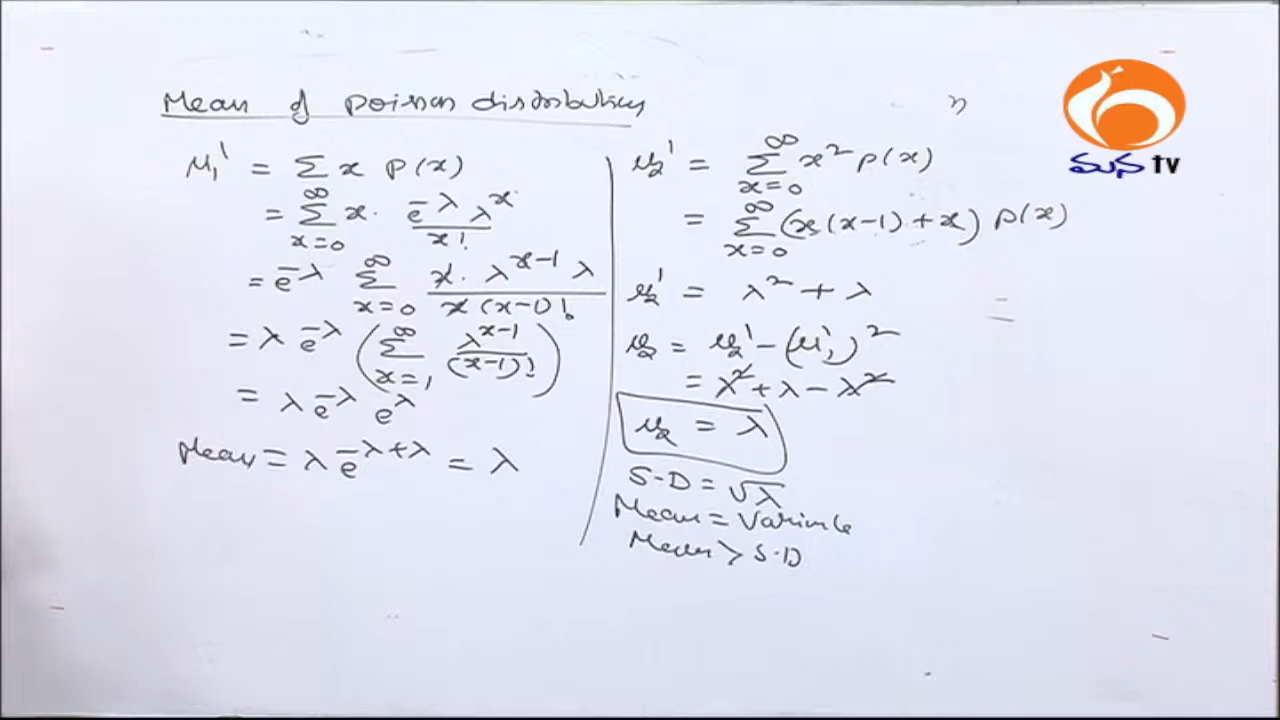 Mean of poisson distribution
μ₁′ = Σ x P(x)
= Σ_{x=0}^{∞} x · e^{-λ} λ^x / x!
= e^{-λ} Σ_{x=0}^{∞} x · λ^{x-1} λ / x (x-1)!
= λ e^{-λ} ( Σ_{x=1}^{∞} λ^{x-1} / (x-1)! )
= λ e^{-λ} e^{λ}
Mean = λ e^{-λ+λ} = λ
μ₂′ = Σ_{x=0}^{∞} x² P(x)
= Σ_{x=0}^{∞} (x (x-1) + x) P(x)
μ₂′ = λ² + λ
μ₂ = μ₂′ - (μ₁′)²
= λ² + λ - λ²
μ₂ = λ
S-D = √λ
Mean = Variance
Mean > S-D
మన tv